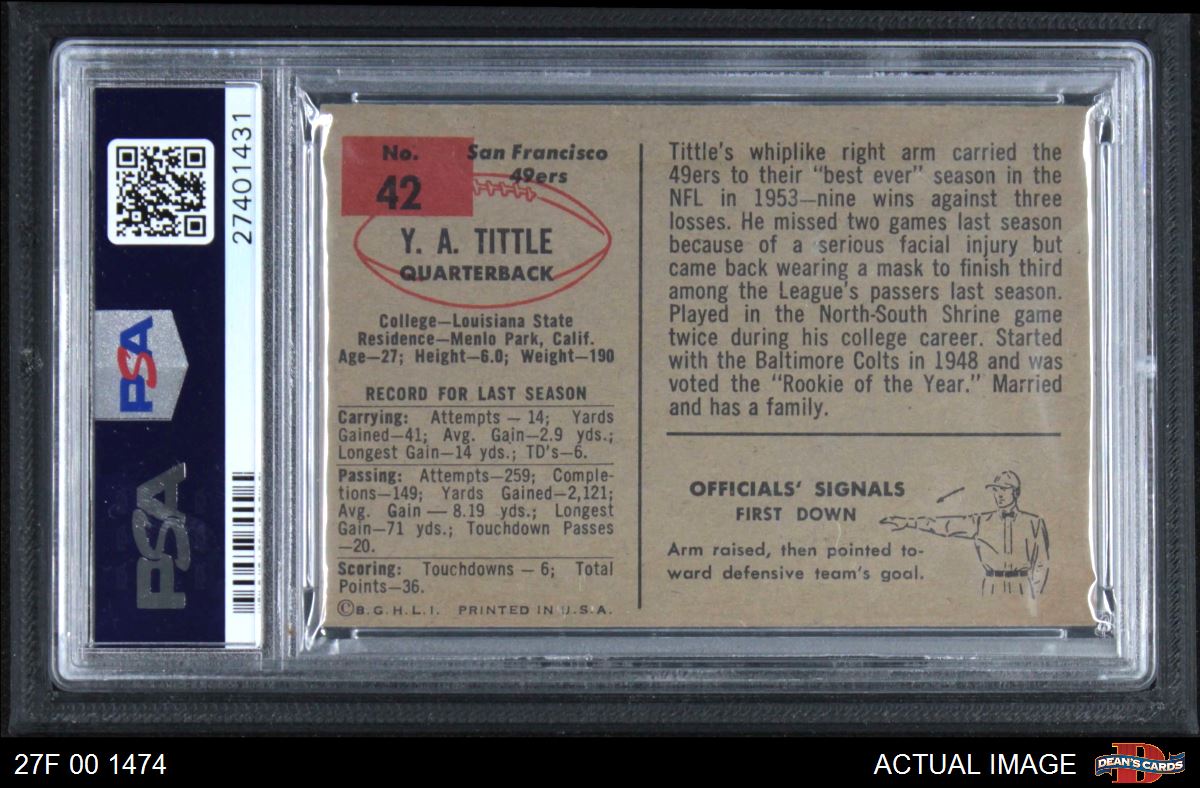 27401431
PSA
PSA
No.
42
San Francisco
49ers
Y. A. TITTLE
QUARTERBACK
College—Louisiana State
Residence—Menlo Park, Calif.
Age—27; Height—6.0; Weight—190
RECORD FOR LAST SEASON
Carrying: Attempts — 14; Yards
Gained—41; Avg. Gain—2.9 yds.;
Longest Gain—14 yds.; TD's—6.
Passing: Attempts—259; Comple-
tions—149; Yards Gained—2,121;
Avg. Gain — 8.19 yds.; Longest
Gain—71 yds.; Touchdown Passes
—20.
Scoring: Touchdowns — 6; Total
Points—36.
©B.G.H.L.I. PRINTED IN U.S.A.
Tittle's whiplike right arm carried the
49ers to their "best ever" season in the
NFL in 1953—nine wins against three
losses. He missed two games last season
because of a serious facial injury but
came back wearing a mask to finish third
among the League's passers last season.
Played in the North-South Shrine game
twice during his college career. Started
with the Baltimore Colts in 1948 and was
voted the "Rookie of the Year." Married
and has a family.
OFFICIALS' SIGNALS
FIRST DOWN
Arm raised, then pointed to-
ward defensive team's goal.
27F 00 1474
ACTUAL IMAGE
D
DEAN'S CARDS